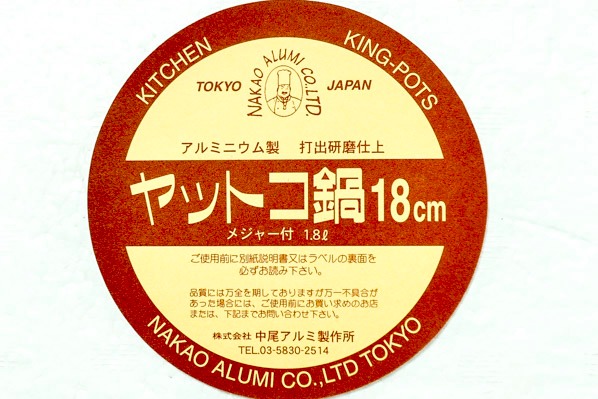 KITCHEN KING-POTS
NAKAO ALUMI CO.LTD.
TOKYO JAPAN
アルミニウム製 打出研磨仕上
ヤットコ鍋18cm
メジャー付 1.8ℓ
ご使用前に別紙説明書又はラベルの裏面を
必ずお読み下さい。
品質には万全を期しておりますが万一不具合が
あった場合には、ご使用前にお買い求めのお店
または、下記までお問い合わせ下さい。
株式会社 中尾アルミ製作所
TEL.03-5830-2514
NAKAO ALUMI CO.,LTD TOKYO